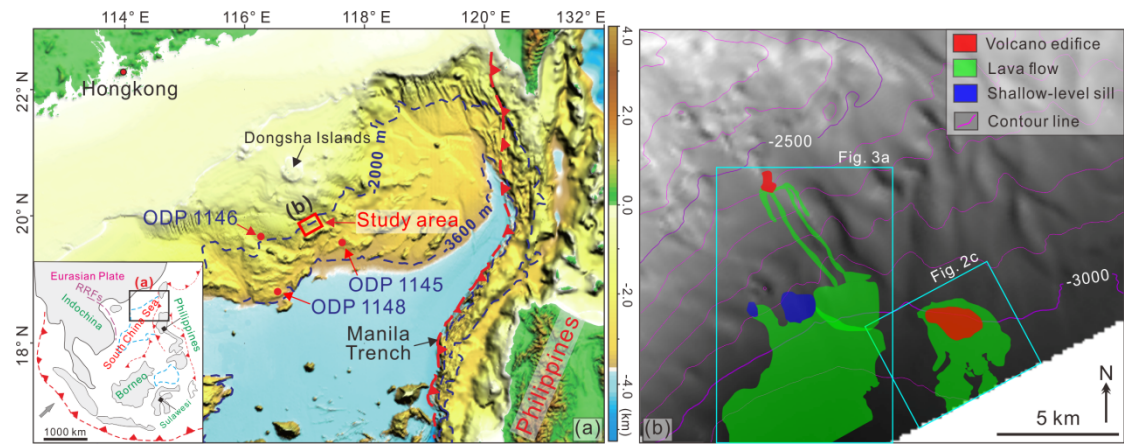 114° E
116° E
118° E
120° E
132° E
22° N
20° N
18° N
Hongkong
Dongsha Islands
-2000 m
(b)
Study area
ODP 1146
-3600 m
ODP 1145
ODP 1148
Manila
Trench
Philippines
(a)
Eurasian Plate
(a)
RRFs
Indochina
South China Sea
Philippines
Borneo
Sulawesi
1000 km
4.0
2.0
0.0
-2.0
-4.0
(km)
Volcano edifice
Lava flow
Shallow-level sill
Contour line
-2500
Fig. 3a
Fig. 2c
-3000
N
5 km
(b)